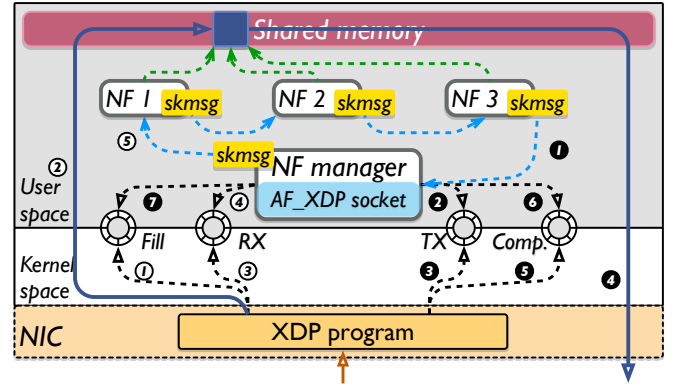 Shared memory
NF 1
skmsg
NF 2
skmsg
NF 3
skmsg
5
skmsg
1
2
User
space
NF manager
AF_XDP socket
7
4
2
6
Fill
RX
TX
Comp.
Kernel
space
1
3
3
5
4
NIC
XDP program